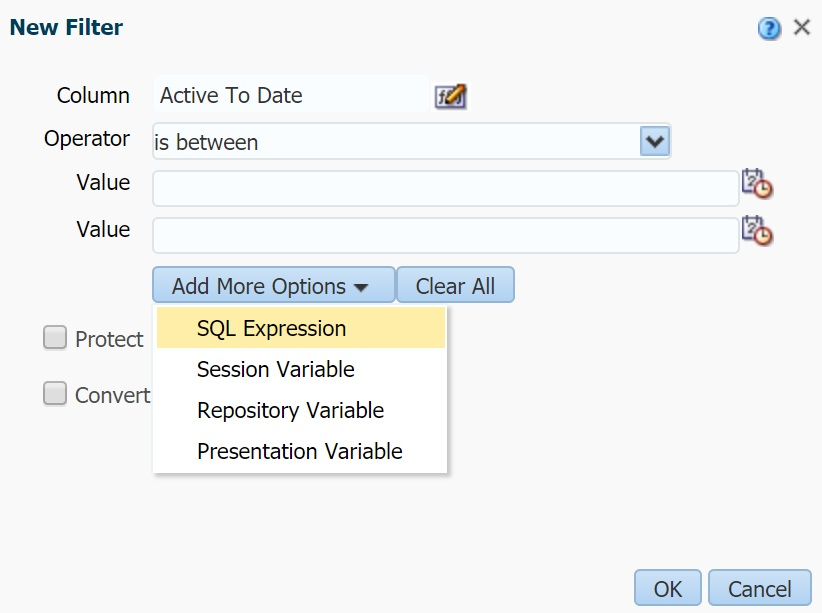 New Filter
Column Active To Date
Operator is between
Value
Value
Add More Options Clear All
SQL Expression
Protect
Session Variable
Convert
Repository Variable
Presentation Variable
OK Cancel